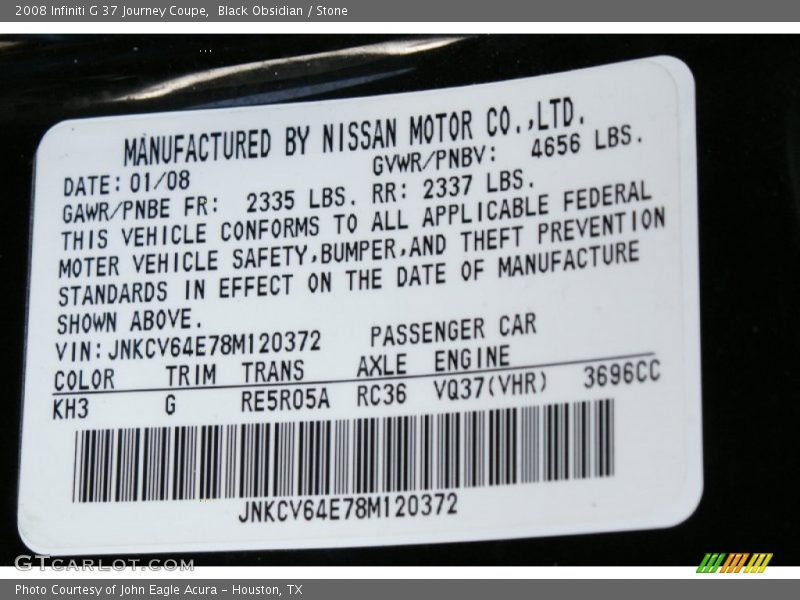 2008 Infiniti G 37 Journey Coupe, Black Obsidian / Stone
MANUFACTURED BY NISSAN MOTOR CO.,LTD.
DATE: 01/08 GVWR/PNBV: 4656 LBS.
GAWR/PNBE FR: 2335 LBS. RR: 2337 LBS.
THIS VEHICLE CONFORMS TO ALL APPLICABLE FEDERAL
MOTER VEHICLE SAFETY,BUMPER,AND THEFT PREVENTION
STANDARDS IN EFFECT ON THE DATE OF MANUFACTURE
SHOWN ABOVE.
VIN: JNKCV64E78M120372 PASSENGER CAR
COLOR TRIM TRANS AXLE ENGINE
KH3 G RE5R05A RC36 VQ37(VHR) 3696CC
JNKCV64E78M120372
GTCARLOT.COM
Photo Courtesy of John Eagle Acura - Houston, TX